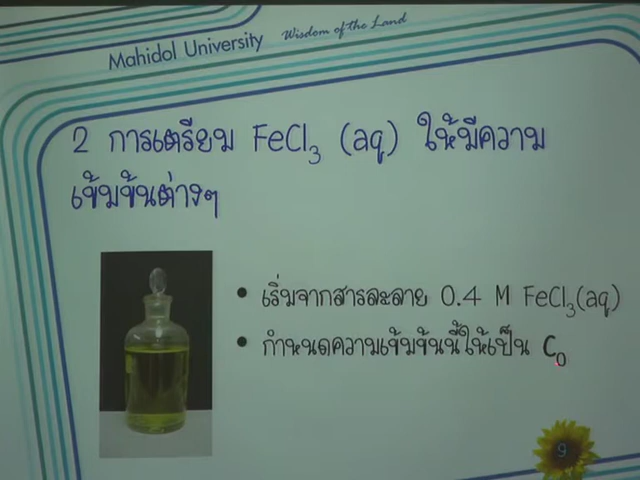 Mahidol University Wisdom of the Land
2 การเตรียม FeCl₃ (aq) ให้มีความ
เข้มข้นต่างๆ
• เริ่มจากสารละลาย 0.4 M FeCl₃(aq)
• กำหนดความเข้มข้นนี้ให้เป็น C₀
9